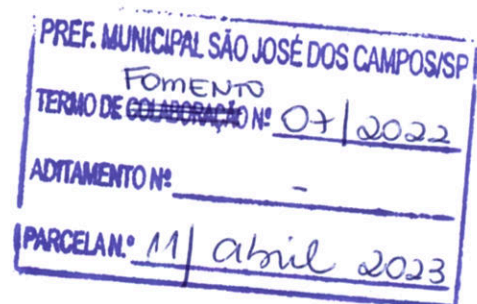 PREF. MUNICIPAL SÃO JOSÉ DOS CAMPOS/SP
FOMENTO
TERMO DE COLABORAÇÃO Nº 07/2022
ADITAMENTO Nº -
PARCELA N.º 11/ abril 2023